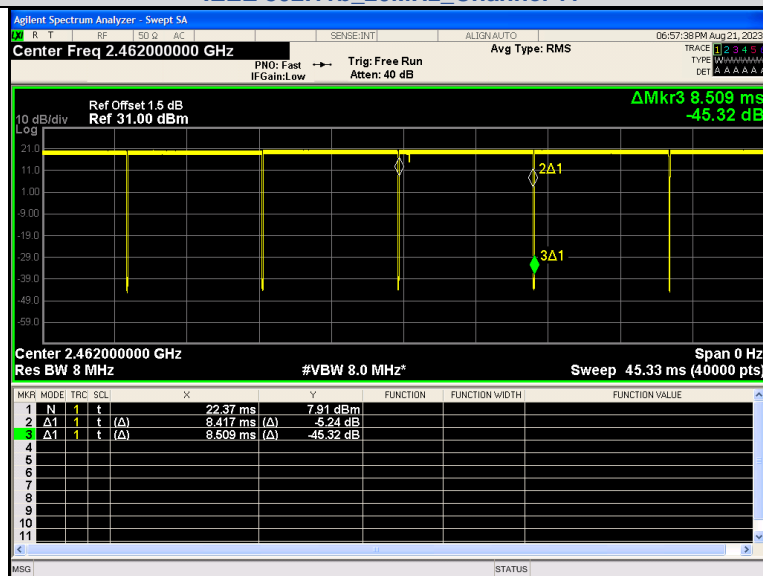 Agilent Spectrum Analyzer - Swept SA
R T RF 50 Ω AC SENSE:INT ALIGNAUTO 06:57:38 PM Aug 21, 2023
Center Freq 2.462000000 GHz Avg Type: RMS TRACE 1 2 3 4 5
PNO: Fast Trig: Free Run TYPE
IFGain:Low Atten: 40 dB DET A A A A A
ΔMkr3 8.509 ms
-45.32 dB
Ref Offset 1.5 dB
10 dB/div Ref 31.00 dBm
Log
21.0
11.0
1.00
-9.00
-19.0
-29.0
-39.0
-49.0
-59.0
1
2Δ1
3Δ1
Center 2.462000000 GHz Span 0 Hz
Res BW 8 MHz #VBW 8.0 MHz* Sweep 45.33 ms (40000 pts)
MKR MODE TRC SCL X Y FUNCTION FUNCTION WIDTH FUNCTION VALUE
1 N 1 t 22.37 ms 7.91 dBm
2 Δ1 1 t (Δ) 8.417 ms (Δ) -5.24 dB
3 Δ1 1 t (Δ) 8.509 ms (Δ) -45.32 dB
4
5
6
7
8
9
10
11
MSG STATUS